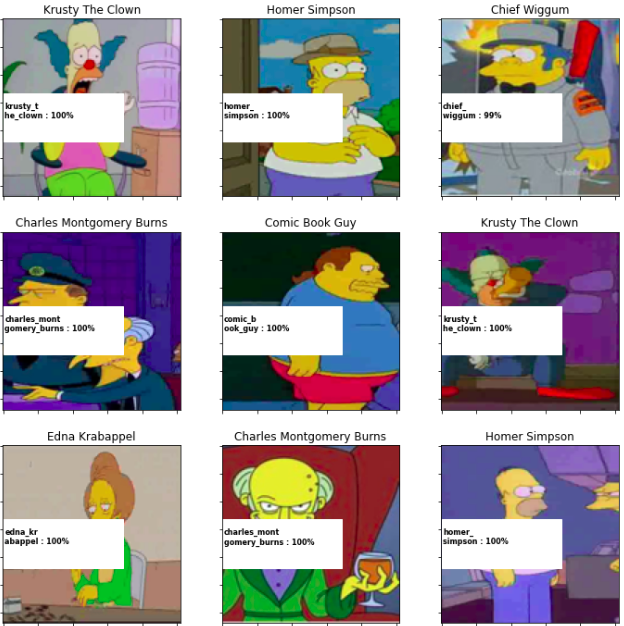 Krusty The Clown
Homer Simpson
Chief Wiggum
krusty_t
he_clown : 100%
homer_
simpson : 100%
chief_
wiggum : 99%
Charles Montgomery Burns
Comic Book Guy
Krusty The Clown
charles_mont
gomery_burns : 100%
comic_b
ook_guy : 100%
krusty_t
he_clown : 100%
Edna Krabappel
Charles Montgomery Burns
Homer Simpson
edna_kr
abappel : 100%
charles_mont
gomery_burns : 100%
homer_
simpson : 100%